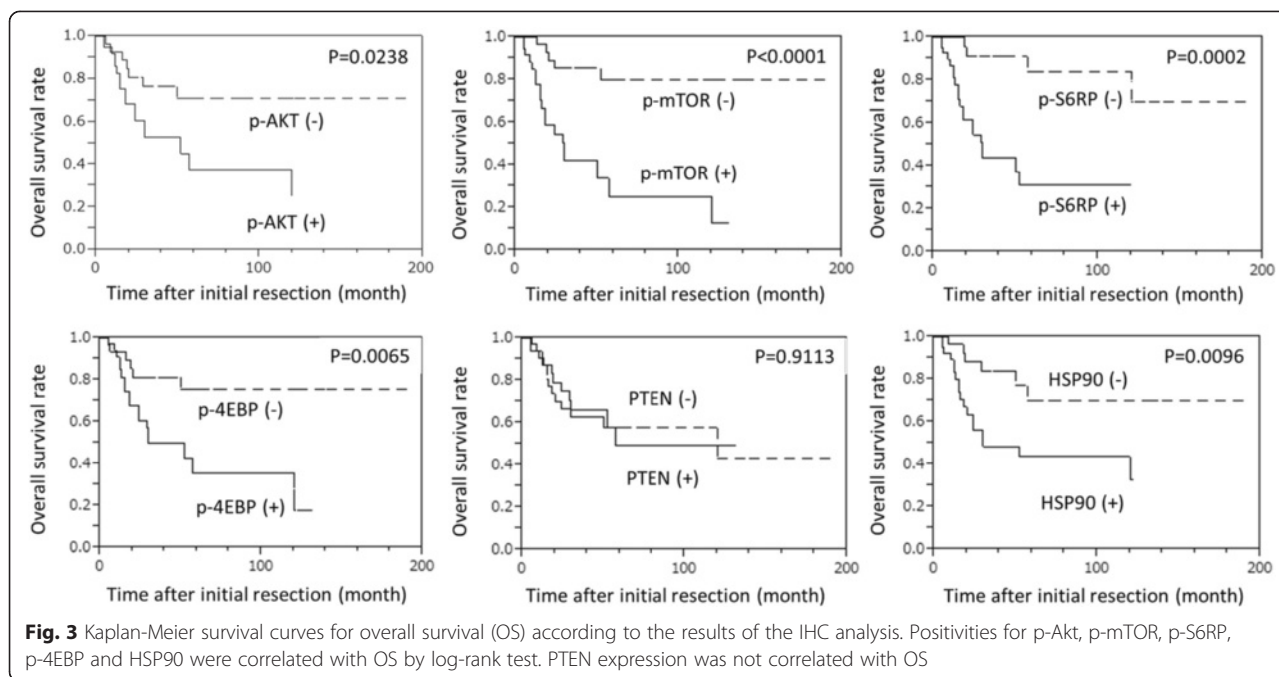 1.0
0.8
0.6
0.4
0.2
0.0
Overall survival rate
P=0.0238
p-AKT (-)
p-AKT (+)
0
100
200
Time after initial resection (month)
1.0
0.8
0.6
0.4
0.2
0.0
Overall survival rate
P<0.0001
p-mTOR (-)
p-mTOR (+)
0
100
200
Time after initial resection (month)
1.0
0.8
0.6
0.4
0.2
0.0
Overall survival rate
P=0.0002
p-S6RP (-)
p-S6RP (+)
0
100
200
Time after initial resection (month)
1.0
0.8
0.6
0.4
0.2
0.0
Overall survival rate
P=0.0065
p-4EBP (-)
p-4EBP (+)
0
100
200
Time after initial resection (month)
1.0
0.8
0.6
0.4
0.2
0.0
Overall survival rate
P=0.9113
PTEN (-)
PTEN (+)
0
100
200
Time after initial resection (month)
1.0
0.8
0.6
0.4
0.2
0.0
Overall survival rate
P=0.0096
HSP90 (-)
HSP90 (+)
0
100
200
Time after initial resection (month)
Fig. 3 Kaplan-Meier survival curves for overall survival (OS) according to the results of the IHC analysis. Positivities for p-Akt, p-mTOR, p-S6RP,
p-4EBP and HSP90 were correlated with OS by log-rank test. PTEN expression was not correlated with OS